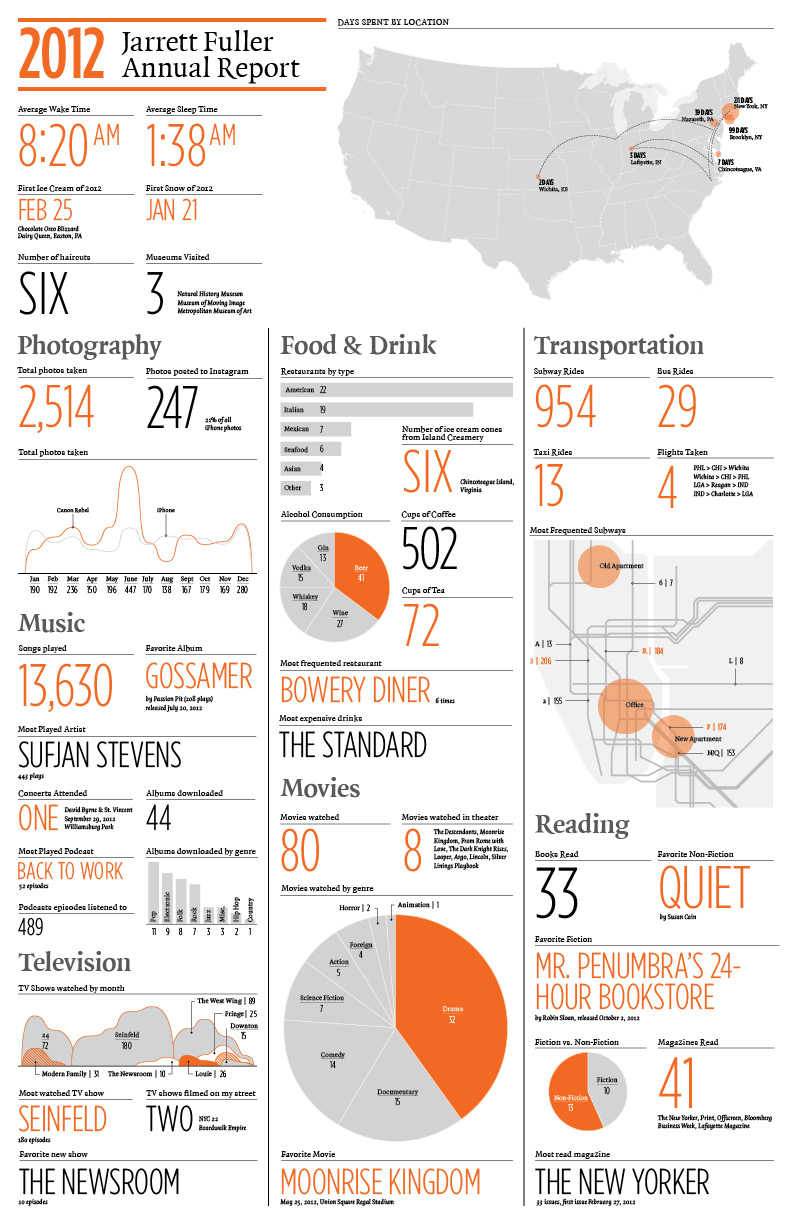 2012
Jarrett Fuller
Annual Report
DAYS SPENT BY LOCATION
211 DAYS
New York, NY
19 DAYS
Nazareth, PA
99 DAYS
Brooklyn, NY
3 DAYS
Lafayette, IN
7 DAYS
Chincoteague, VA
2 DAYS
Wichita, KS
Average Wake Time
8:20 AM
Average Sleep Time
1:38 AM
First Ice Cream of 2012
FEB 25
Chocolate Oreo Blizzard
Dairy Queen, Easton, PA
First Snow of 2012
JAN 21
Number of haircuts
SIX
Museums Visited
3
Natural History Museum
Museum of Moving Image
Metropolitan Museum of Art
Photography
Total photos taken
2,514
Photos posted to Instagram
247
21% of all
iPhone photos
Total photos taken
Canon Rebel
iPhone
Jan Feb Mar Apr May June July Aug Sept Oct Nov Dec
190 192 236 150 196 447 170 138 167 179 169 280
Music
Songs played
13,630
Favorite Album
GOSSAMER
by Passion Pit (208 plays)
released July 20, 2012
Most Played Artist
SUFJAN STEVENS
443 plays
Concerts Attended
ONE
David Byrne & St. Vincent
September 29, 2012
Williamsburg Park
Albums downloaded
44
Most Played Podcast
BACK TO WORK
52 episodes
Podcasts episodes listened to
489
Albums downloaded by genre
Pop Electronic Folk Rock Jazz Misc. Hip Hop Country
11 9 8 7 3 3 2 1
Television
TV Shows watched by month
The West Wing | 89
Fringe | 25
Downton
15
24
72
Seinfeld
180
Modern Family | 31
The Newsroom | 10
Louie | 26
Most watched TV show
SEINFELD
180 episodes
TV shows filmed on my street
TWO
NYC 22
Boardwalk Empire
Favorite new show
THE NEWSROOM
10 episodes
Food & Drink
Restaurants by type
American 22
Italian 19
Mexican 7
Seafood 6
Asian 4
Other 3
Number of ice cream cones
from Island Creamery
SIX
Chincoteague Island,
Virginia
Alcohol Consumption
Gin
13
Beer
41
Vodka
15
Whiskey
18
Wine
27
Cups of Coffee
502
Cups of Tea
72
Most frequented restaurant
BOWERY DINER 6 times
Most expensive drinks
THE STANDARD
Movies
Movies watched
80
Movies watched in theater
8
The Descendants, Moonrise
Kingdom, From Rome with
Love, The Dark Knight Rises,
Looper, Argo, Lincoln, Silver
Linings Playbook
Movies watched by genre
Horror | 2
Animation | 1
Foreign
4
Action
5
Science Fiction
7
Drama
32
Comedy
14
Documentary
15
Favorite Movie
MOONRISE KINGDOM
May 25, 2012, Union Square Regal Stadium
Transportation
Subway Rides
954
Bus Rides
29
Taxi Rides
13
Flights Taken
4
PHL > CHI > Wichita
Wichita > CHI > PHL
LGA > Reagan > IND
IND > Charlotte > LGA
Most Frequented Subways
Old Apartment
6 | 7
A | 13
R | 184
3 | 206
L | 8
2 | 155
Office
F | 174
New Apartment
N/Q | 153
Reading
Books Read
33
Favorite Non-Fiction
QUIET
by Susan Cain
Favorite Fiction
MR. PENUMBRA'S 24-
HOUR BOOKSTORE
by Robin Sloan, released October 2, 2012
Fiction vs. Non-Fiction
Fiction
10
Non-Fiction
13
Magazines Read
41
The New Yorker, Print, Offscreen, Bloomberg
Business Week, Lafayette Magazine
Most read magazine
THE NEW YORKER
33 issues, first issue February 27, 2012